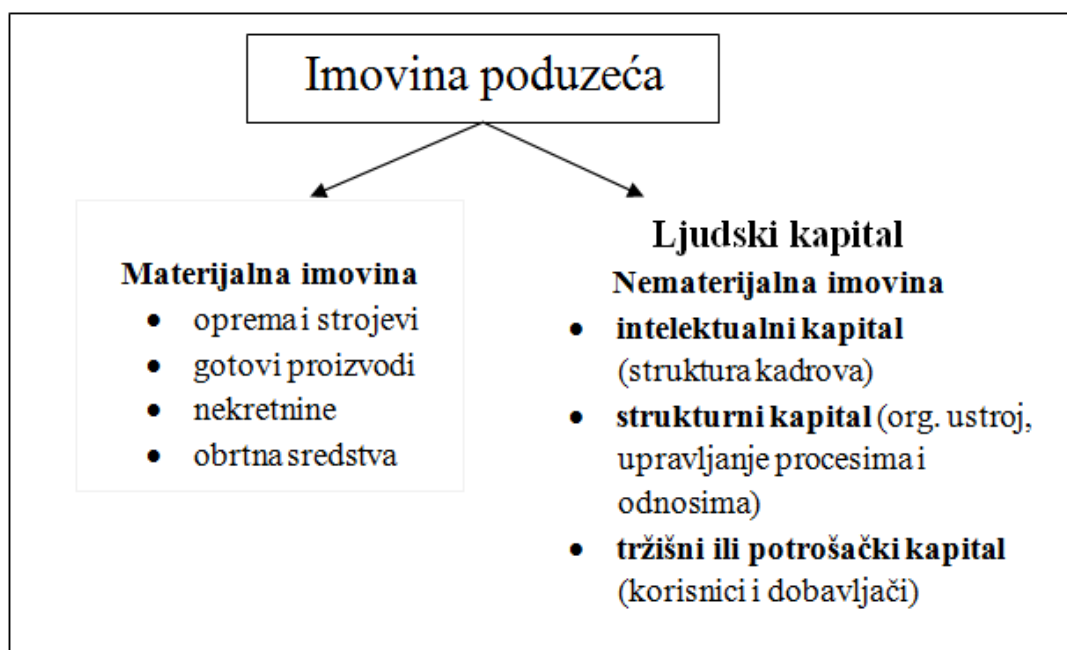 Imovina poduzeća
Materijalna imovina
• oprema i strojevi
• gotovi proizvodi
• nekretnine
• obrtna sredstva
Ljudski kapital
Nematerijalna imovina
• intelektualni kapital
(struktura kadrova)
• strukturni kapital (org. ustroj,
upravljanje procesima i
odnosima)
• tržišni ili potrošački kapital
(korisnici i dobavljači)